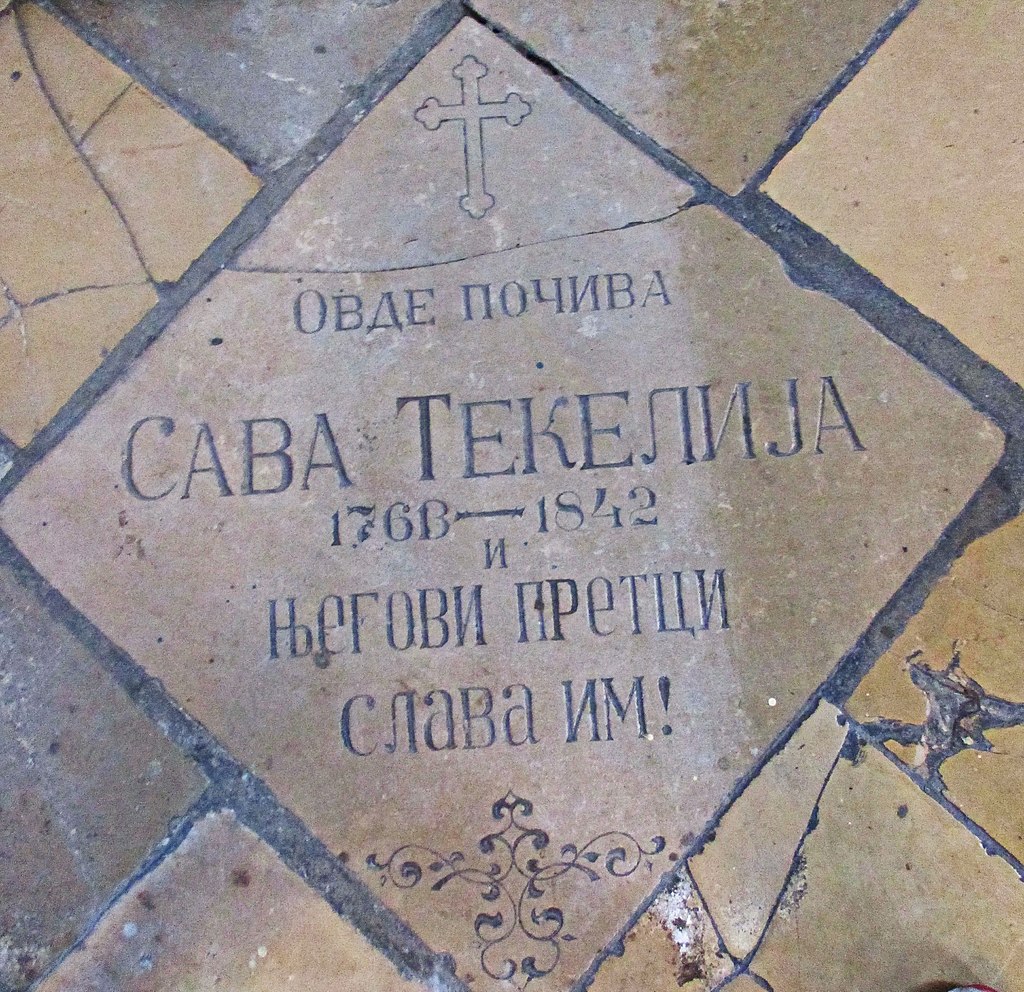 Овде почива
Сава Текелија
1768—1842
и
његови претци
слава им!